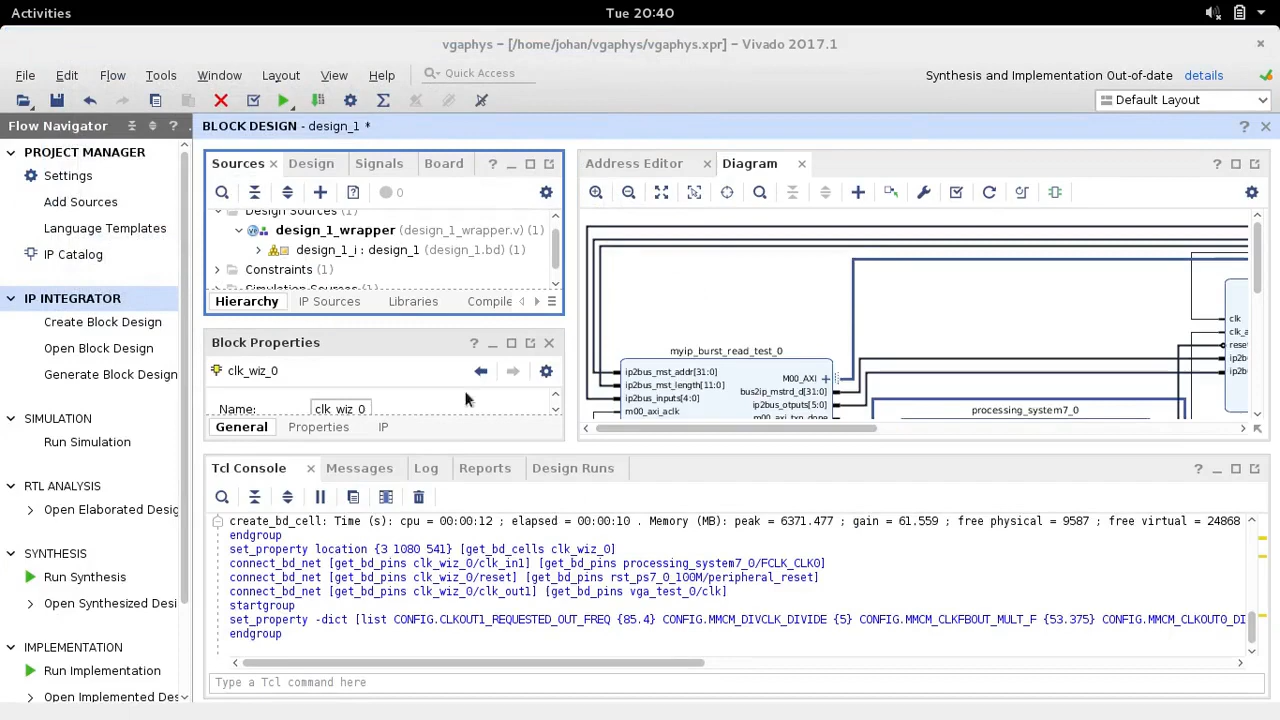 Activities
Tue 20:40
vgaphys – [/home/johan/vgaphys/vgaphys.xpr] – Vivado 2017.1
File Edit Flow Tools Window Layout View Help
Quick Access
Synthesis and Implementation Out-of-date details
Default Layout
Flow Navigator
PROJECT MANAGER
Settings
Add Sources
Language Templates
IP Catalog
IP INTEGRATOR
Create Block Design
Open Block Design
Generate Block Design
SIMULATION
Run Simulation
RTL ANALYSIS
Open Elaborated Desig
SYNTHESIS
Run Synthesis
Open Synthesized Desi
IMPLEMENTATION
Run Implementation
Open Implemented Des
BLOCK DESIGN - design_1 *
Sources Design Signals Board
0
Design Sources (1)
design_1_wrapper (design_1_wrapper.v) (1)
design_1_i : design_1 (design_1.bd) (1)
Constraints (1)
Simulation Sources (1)
Hierarchy IP Sources Libraries Compile
Block Properties
clk_wiz_0
Name: clk_wiz_0
General Properties IP
Address Editor Diagram
myip_burst_read_test_0
ip2bus_mst_addr[31:0]
ip2bus_mst_length[11:0]
ip2bus_inputs[4:0]
m00_axi_aclk
M00_AXI
bus2ip_mstrd_d[31:0]
ip2bus_otputs[5:0]
m00_axi_txn_done
processing_system7_0
clk
clk_a
reset
ip2bu
ip2bu
Tcl Console Messages Log Reports Design Runs
create_bd_cell: Time (s): cpu = 00:00:12 ; elapsed = 00:00:10 . Memory (MB): peak = 6371.477 ; gain = 61.559 ; free physical = 9587 ; free virtual = 24868
endgroup
set_property location {3 1080 541} [get_bd_cells clk_wiz_0]
connect_bd_net [get_bd_pins clk_wiz_0/clk_in1] [get_bd_pins processing_system7_0/FCLK_CLK0]
connect_bd_net [get_bd_pins clk_wiz_0/reset] [get_bd_pins rst_ps7_0_100M/peripheral_reset]
connect_bd_net [get_bd_pins clk_wiz_0/clk_out1] [get_bd_pins vga_test_0/clk]
startgroup
set_property -dict [list CONFIG.CLKOUT1_REQUESTED_OUT_FREQ {85.4} CONFIG.MMCM_DIVCLK_DIVIDE {5} CONFIG.MMCM_CLKFBOUT_MULT_F {53.375} CONFIG.MMCM_CLKOUT0_DI
endgroup
Type a Tcl command here